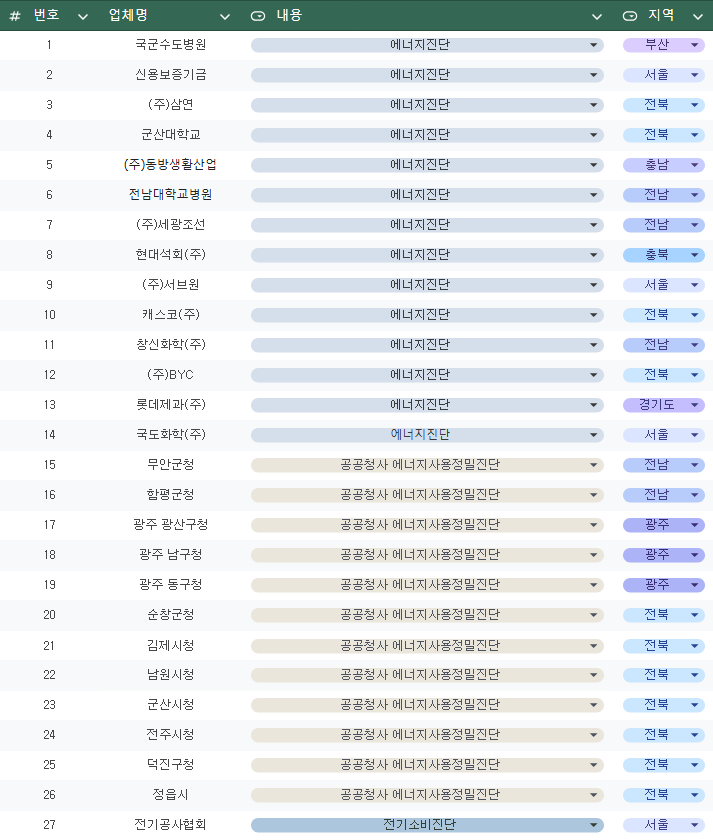 # 번호 업체명 내용 지역
1 국군수도병원 에너지진단 부산
2 신용보증기금 에너지진단 서울
3 (주)삼연 에너지진단 전북
4 군산대학교 에너지진단 전북
5 (주)동방생활산업 에너지진단 충남
6 전남대학교병원 에너지진단 전남
7 (주)세광조선 에너지진단 전남
8 현대석회(주) 에너지진단 충북
9 (주)서브원 에너지진단 서울
10 캐스코(주) 에너지진단 전북
11 창신화학(주) 에너지진단 전남
12 (주)BYC 에너지진단 전북
13 롯데제과(주) 에너지진단 경기도
14 국도화학(주) 에너지진단 서울
15 무안군청 공공청사 에너지사용정밀진단 전남
16 함평군청 공공청사 에너지사용정밀진단 전남
17 광주 광산구청 공공청사 에너지사용정밀진단 광주
18 광주 남구청 공공청사 에너지사용정밀진단 광주
19 광주 동구청 공공청사 에너지사용정밀진단 광주
20 순창군청 공공청사 에너지사용정밀진단 전북
21 김제시청 공공청사 에너지사용정밀진단 전북
22 남원시청 공공청사 에너지사용정밀진단 전북
23 군산시청 공공청사 에너지사용정밀진단 전북
24 전주시청 공공청사 에너지사용정밀진단 전북
25 덕진구청 공공청사 에너지사용정밀진단 전북
26 정읍시 공공청사 에너지사용정밀진단 전북
27 전기공사협회 전기소비진단 서울